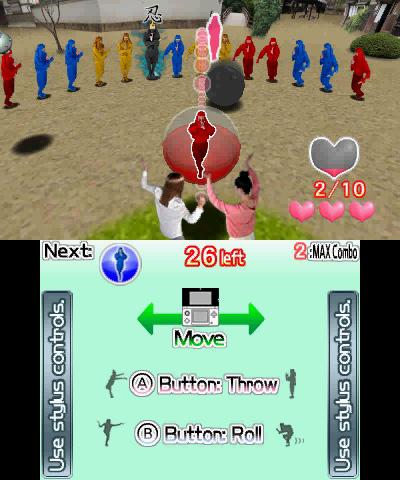 忍
2/10
Next:
26 left
2:MAX Combo
Use stylus controls.
Move
A Button: Throw
B Button: Roll
Use stylus controls.